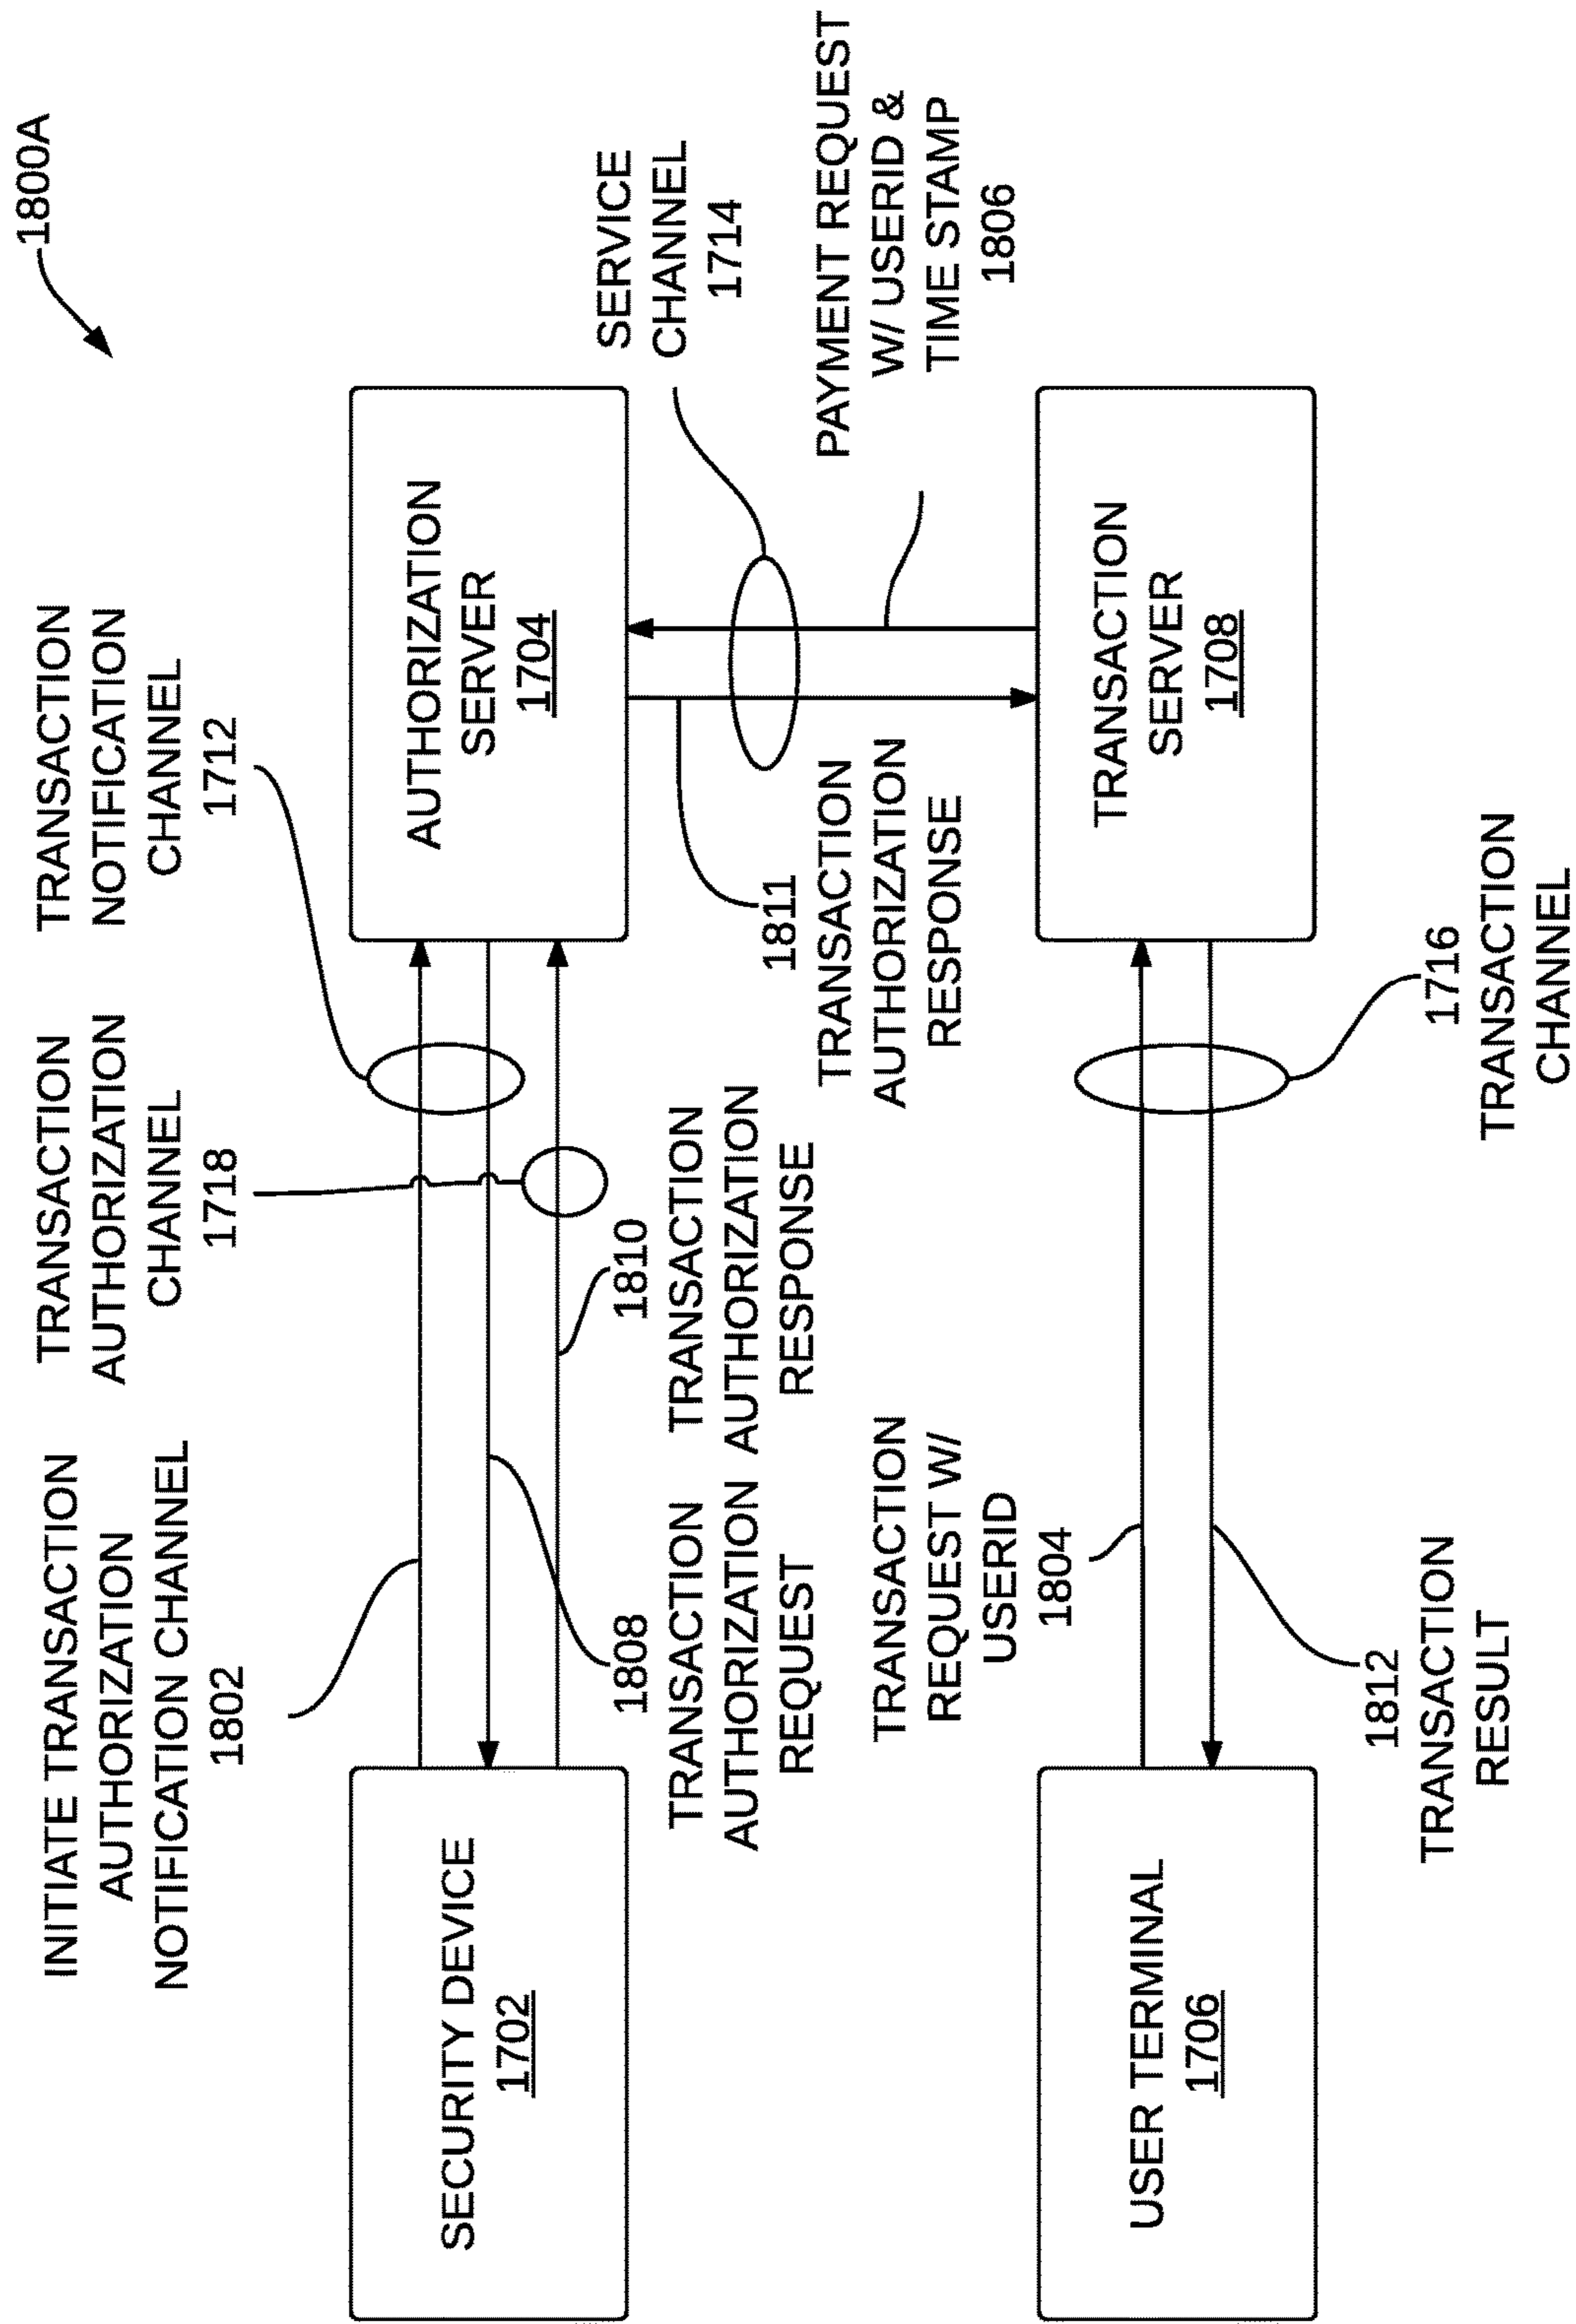 1800A
INITIATE TRANSACTION
AUTHORIZATION
NOTIFICATION CHANNEL
1802
TRANSACTION
AUTHORIZATION
CHANNEL
1718
TRANSACTION
NOTIFICATION
CHANNEL
1712
SECURITY DEVICE
1702
AUTHORIZATION
SERVER
1704
SERVICE
CHANNEL
1714
1808
TRANSACTION
AUTHORIZATION
REQUEST
1810
TRANSACTION
AUTHORIZATION
RESPONSE
1811
TRANSACTION
AUTHORIZATION
RESPONSE
PAYMENT REQUEST
W/ USERID &
TIME STAMP
1806
TRANSACTION
REQUEST W/
USERID
1804
USER TERMINAL
1706
TRANSACTION
SERVER
1708
1812
TRANSACTION
RESULT
1716
TRANSACTION
CHANNEL